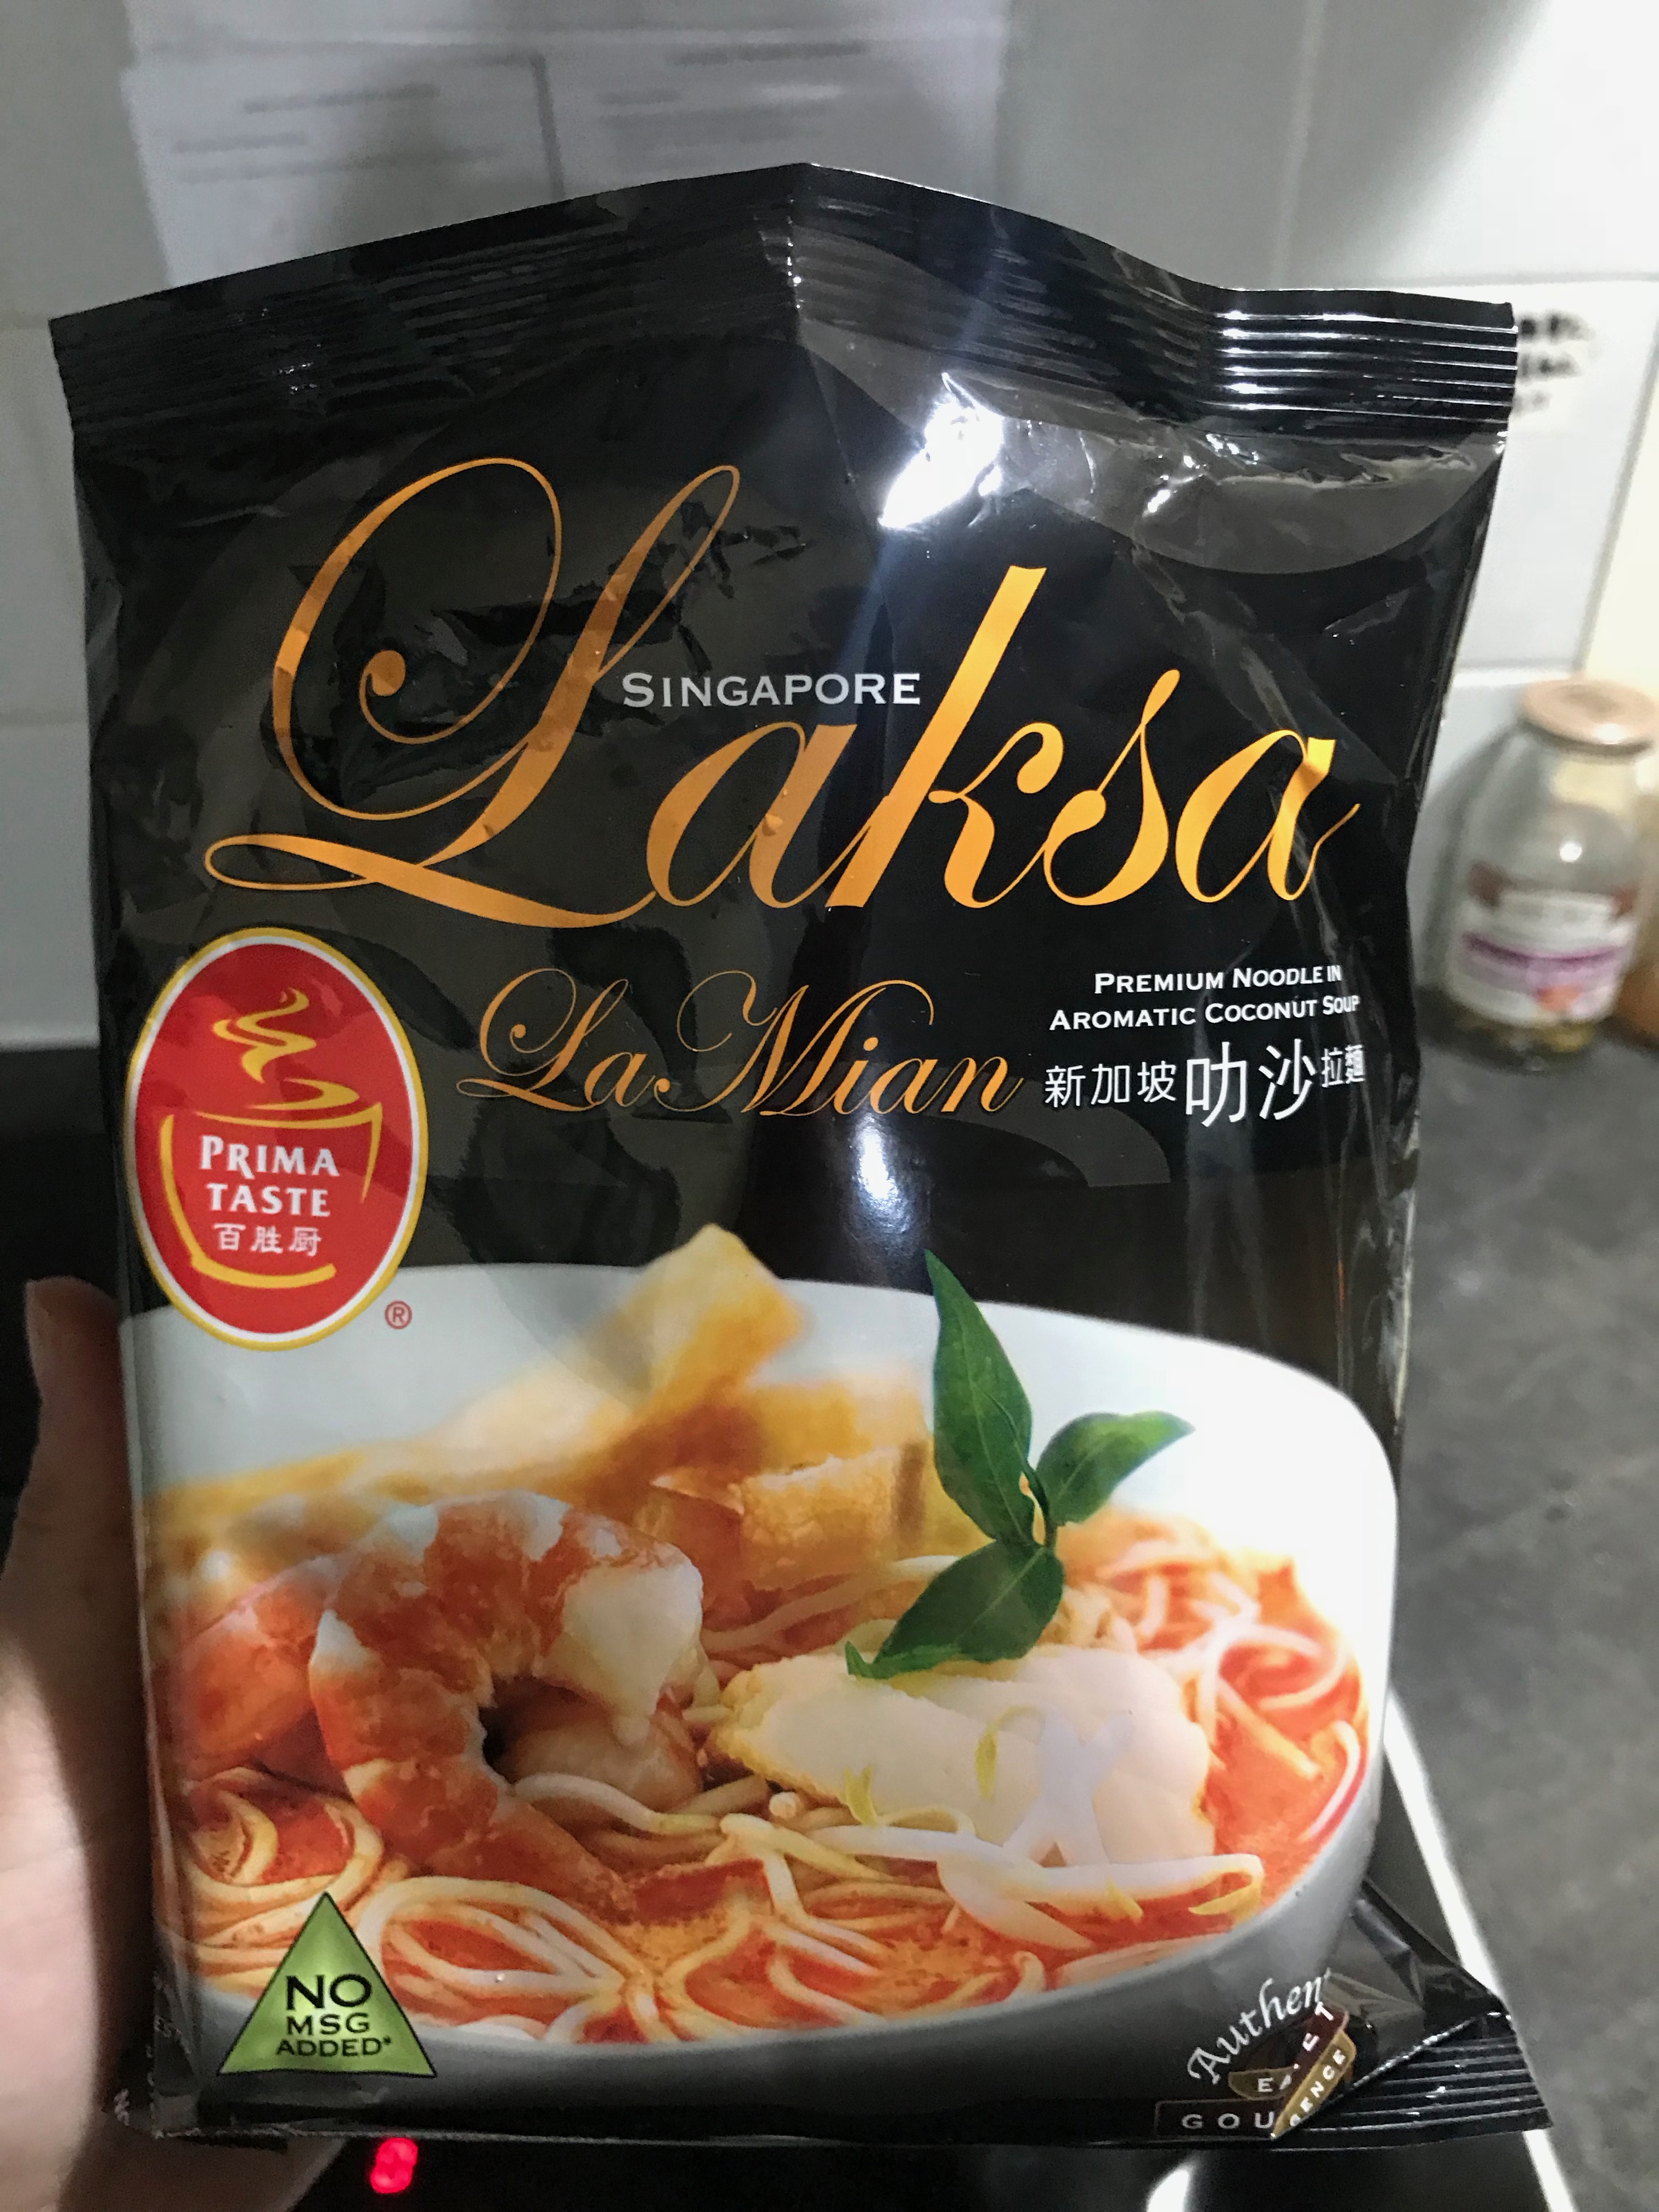 SINGAPORE
Laksa
La Mian
PREMIUM NOODLE IN
AROMATIC COCONUT SOUP
新加坡叻沙拉麵
PRIMA
TASTE
百胜厨
®
NO
MSG
ADDED*